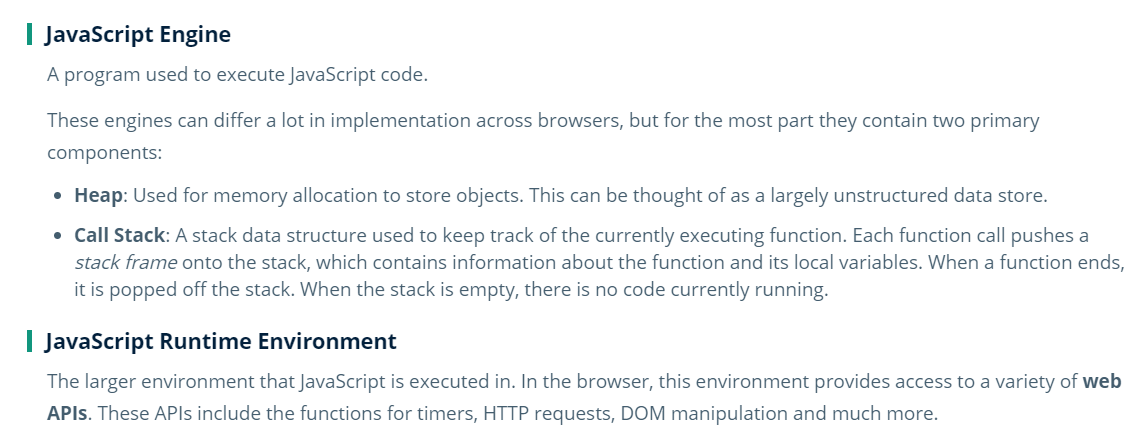 JavaScript Engine
A program used to execute JavaScript code.
These engines can differ a lot in implementation across browsers, but for the most part they contain two primary
components:
• Heap: Used for memory allocation to store objects. This can be thought of as a largely unstructured data store.
• Call Stack: A stack data structure used to keep track of the currently executing function. Each function call pushes a
stack frame onto the stack, which contains information about the function and its local variables. When a function ends,
it is popped off the stack. When the stack is empty, there is no code currently running.
JavaScript Runtime Environment
The larger environment that JavaScript is executed in. In the browser, this environment provides access to a variety of web
APIs. These APIs include the functions for timers, HTTP requests, DOM manipulation and much more.